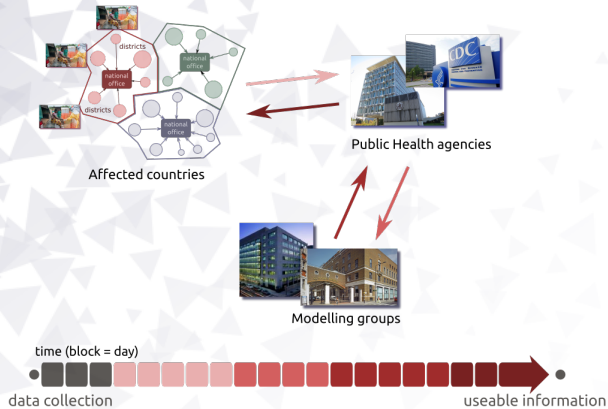 districts
national
office
national
office
districts
national
office
CDC
Affected countries
Public Health agencies
Modelling groups
time (block = day)
data collection
useable information